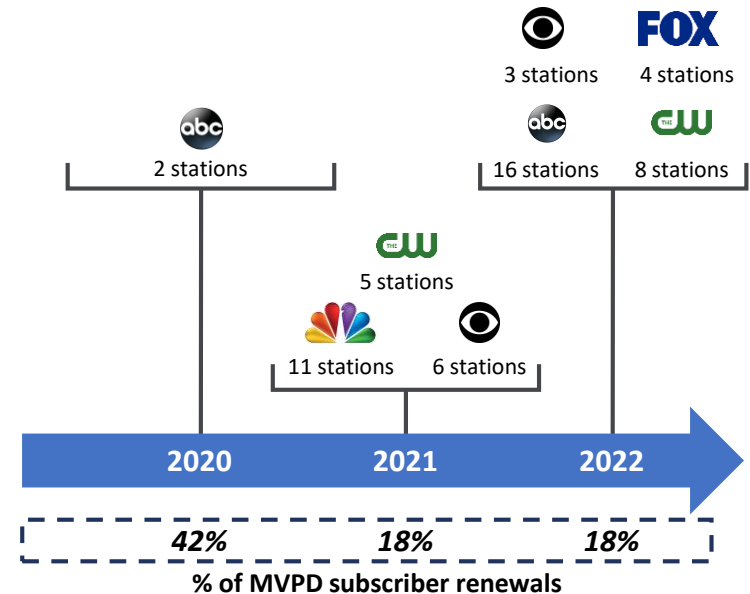 FOX
3 stations 4 stations
abc THE CW
16 stations 8 stations
abc
2 stations
THE CW
5 stations
11 stations 6 stations
2020 2021 2022
42% 18% 18%
% of MVPD subscriber renewals